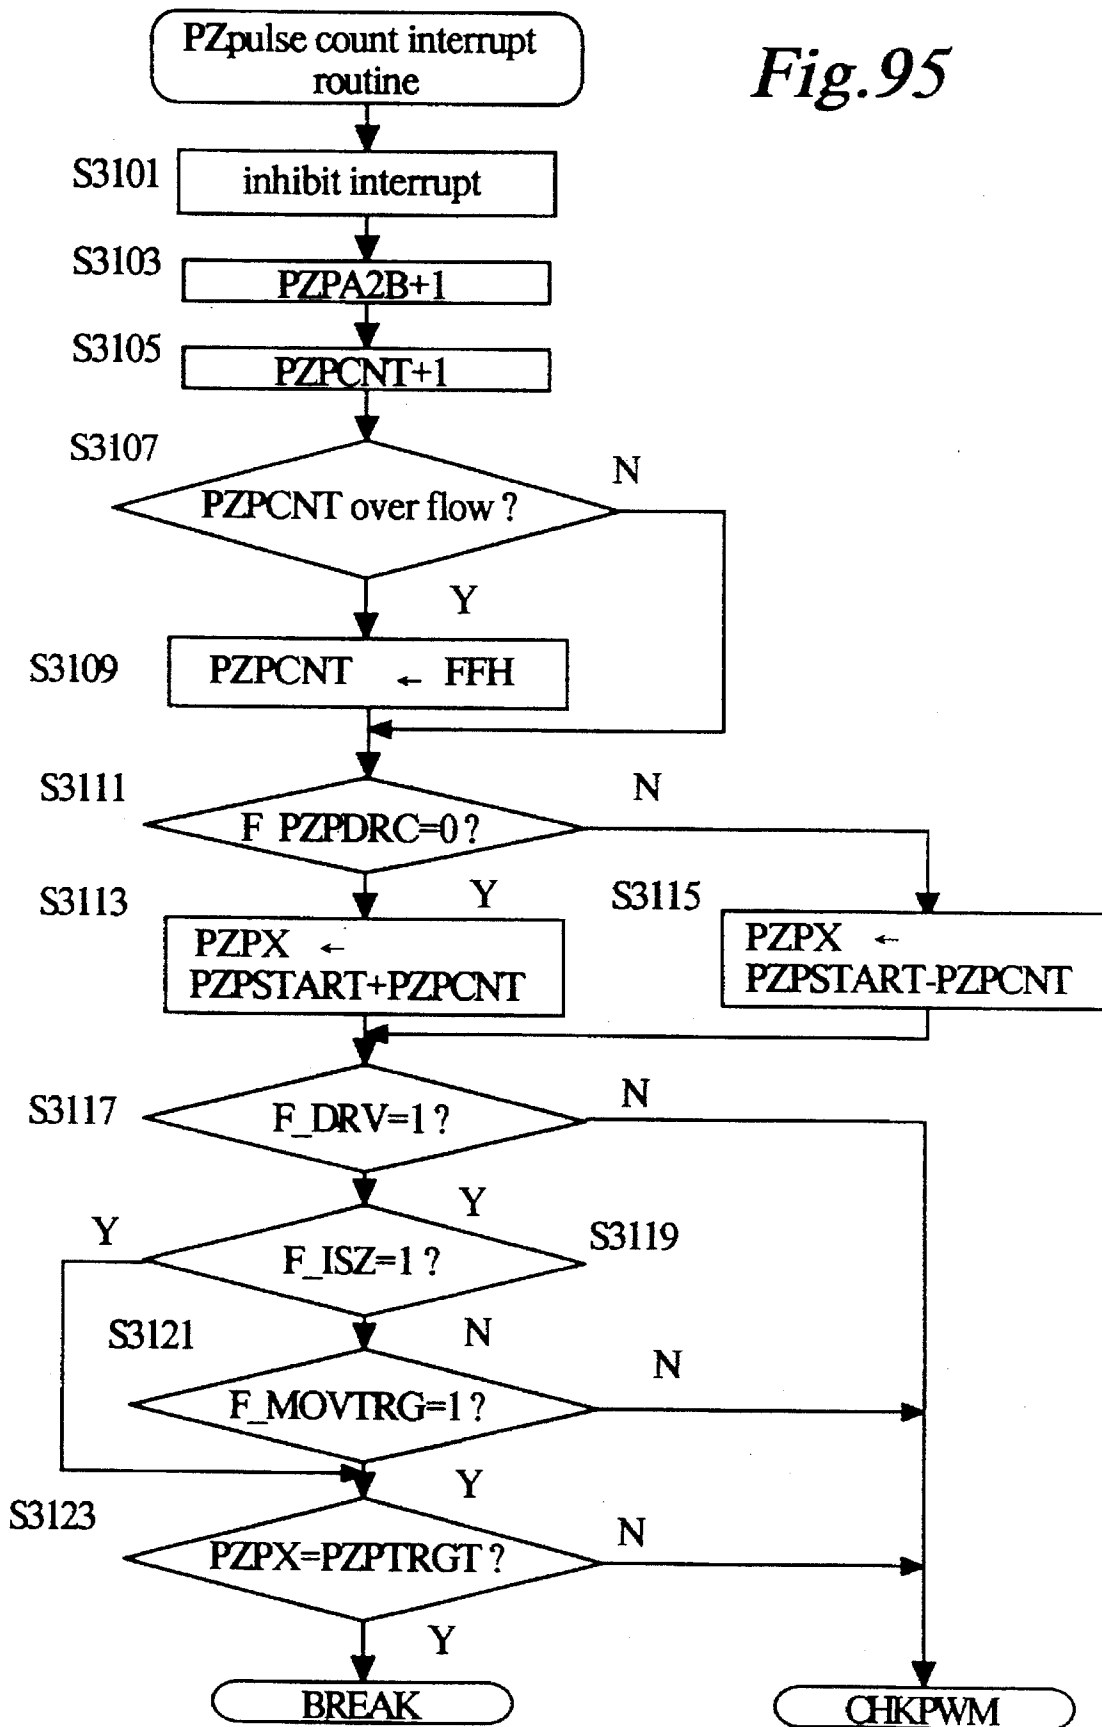 PZpulse count interrupt
routine
Fig.95
S3101
inhibit interrupt
S3103
PZPA2B+1
S3105
PZPCNT+1
S3107
PZPCNT over flow ?
N
Y
S3109
PZPCNT ← FFH
S3111
F PZPDRC=0 ?
N
Y
S3113
PZPX ←
PZPSTART+PZPCNT
S3115
PZPX ←
PZPSTART-PZPCNT
S3117
F_DRV=1 ?
N
Y
Y
F_ISZ=1 ?
S3119
N
S3121
F_MOVTRG=1 ?
N
Y
S3123
PZPX=PZPTRGT ?
N
Y
BREAK
CHKPWM